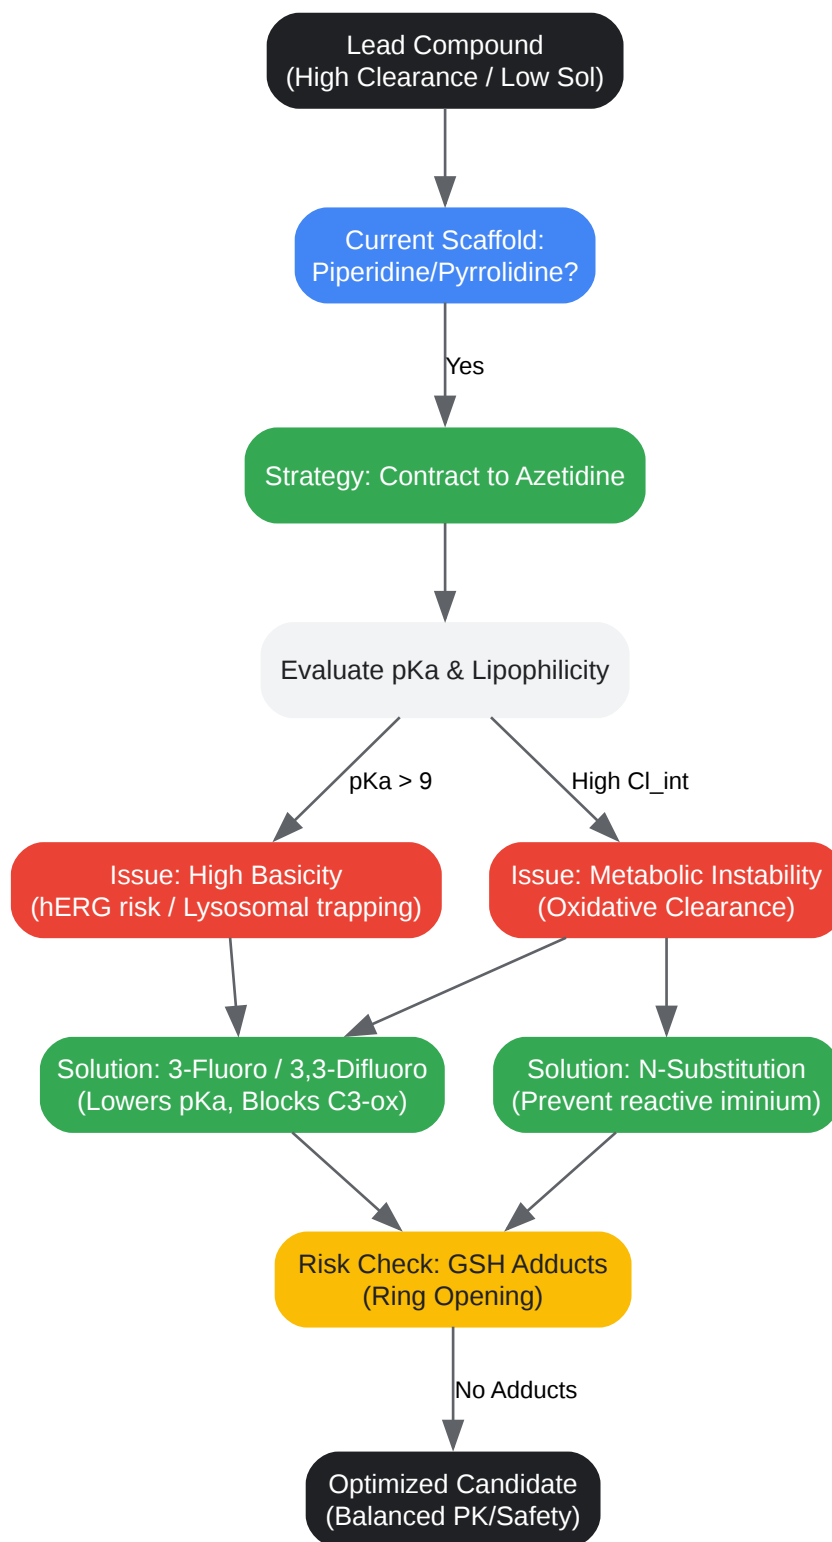 Lead Compound
(High Clearance / Low Sol)
Current Scaffold:
Piperidine/Pyrrolidine?
Yes
Strategy: Contract to Azetidine
Evaluate pKa & Lipophilicity
pKa > 9
High Cl_int
Issue: High Basicity
(hERG risk / Lysosomal trapping)
Issue: Metabolic Instability
(Oxidative Clearance)
Solution: 3-Fluoro / 3,3-Difluoro
(Lowers pKa, Blocks C3-ox)
Solution: N-Substitution
(Prevent reactive iminium)
Risk Check: GSH Adducts
(Ring Opening)
No Adducts
Optimized Candidate
(Balanced PK/Safety)